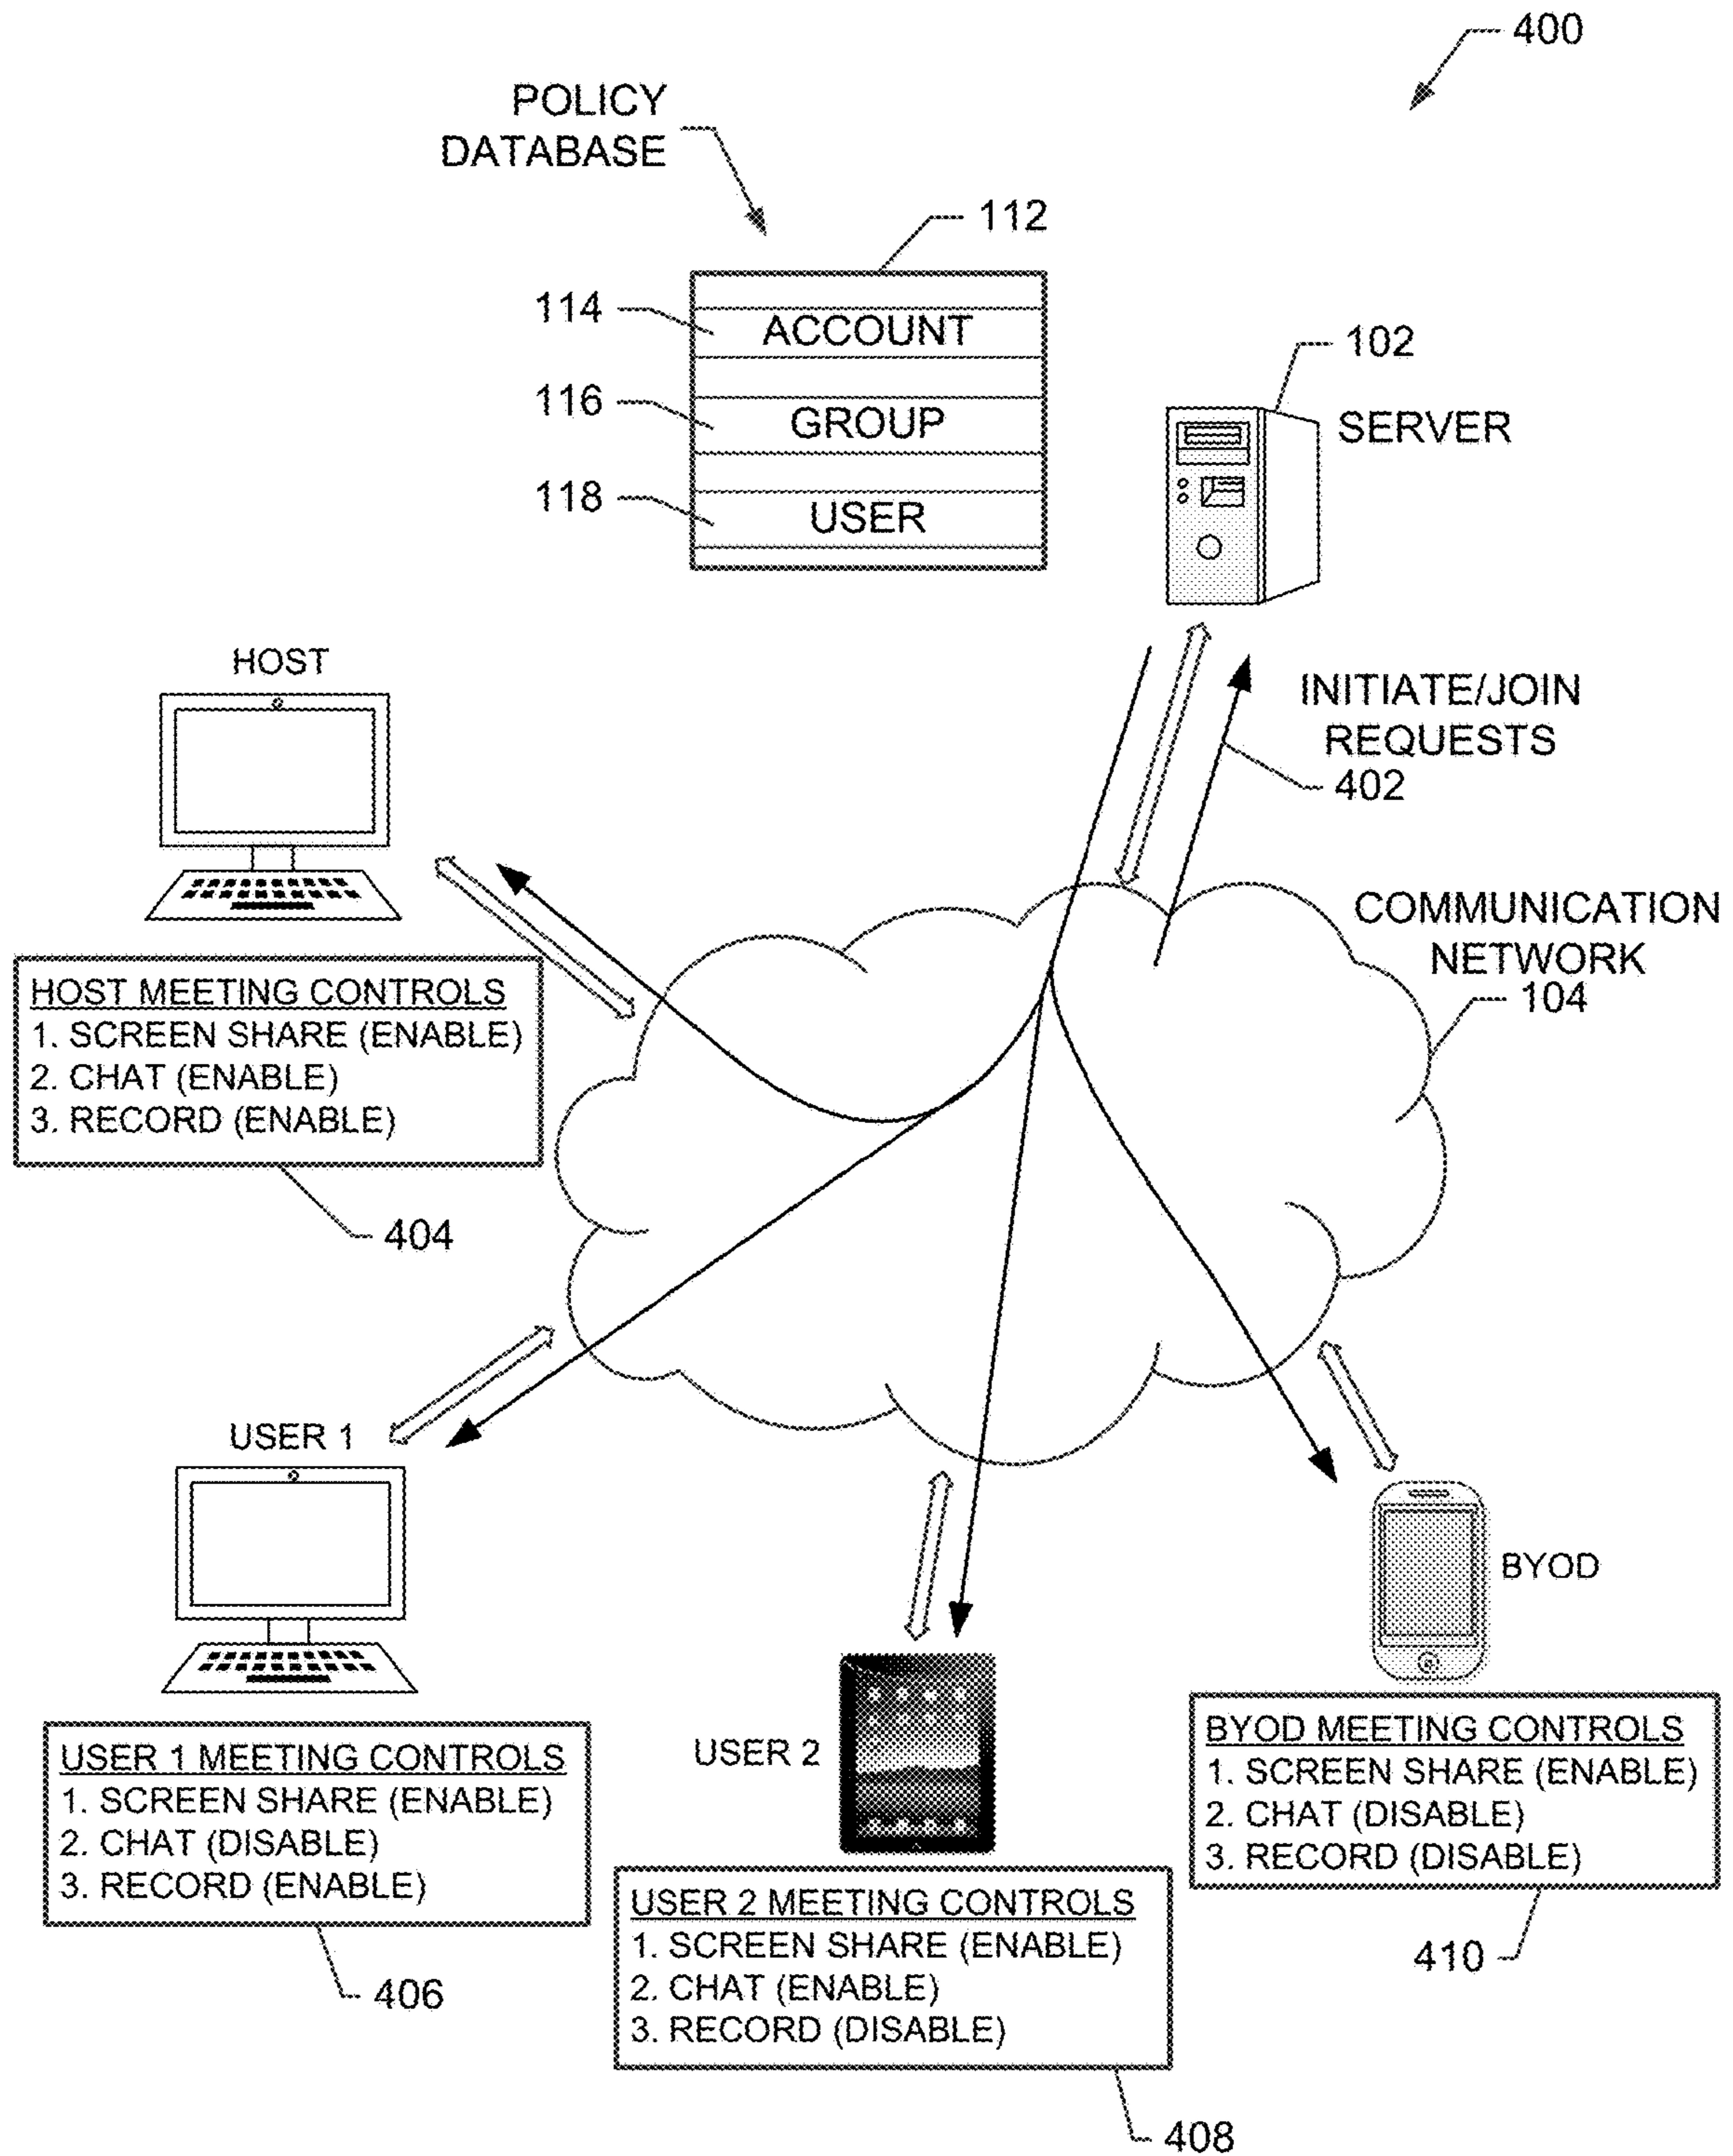 400
POLICY
DATABASE
112
114
ACCOUNT
116
GROUP
118
USER
102
SERVER
HOST
INITIATE/JOIN
REQUESTS
402
COMMUNICATION
NETWORK
104
HOST MEETING CONTROLS
1. SCREEN SHARE (ENABLE)
2. CHAT (ENABLE)
3. RECORD (ENABLE)
404
USER 1
BYOD
USER 1 MEETING CONTROLS
1. SCREEN SHARE (ENABLE)
2. CHAT (DISABLE)
3. RECORD (ENABLE)
406
USER 2
USER 2 MEETING CONTROLS
1. SCREEN SHARE (ENABLE)
2. CHAT (ENABLE)
3. RECORD (DISABLE)
408
BYOD MEETING CONTROLS
1. SCREEN SHARE (ENABLE)
2. CHAT (DISABLE)
3. RECORD (DISABLE)
410